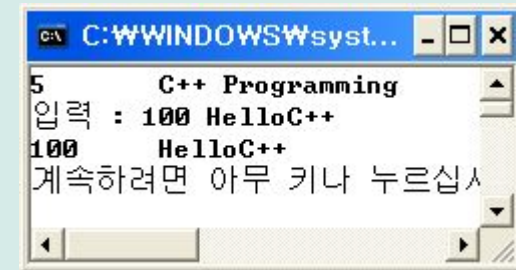 C:\WINDOWS\syst...
5 C++ Programming
입력 : 100 HelloC++
100 HelloC++
계속하려면 아무 키나 누르십시